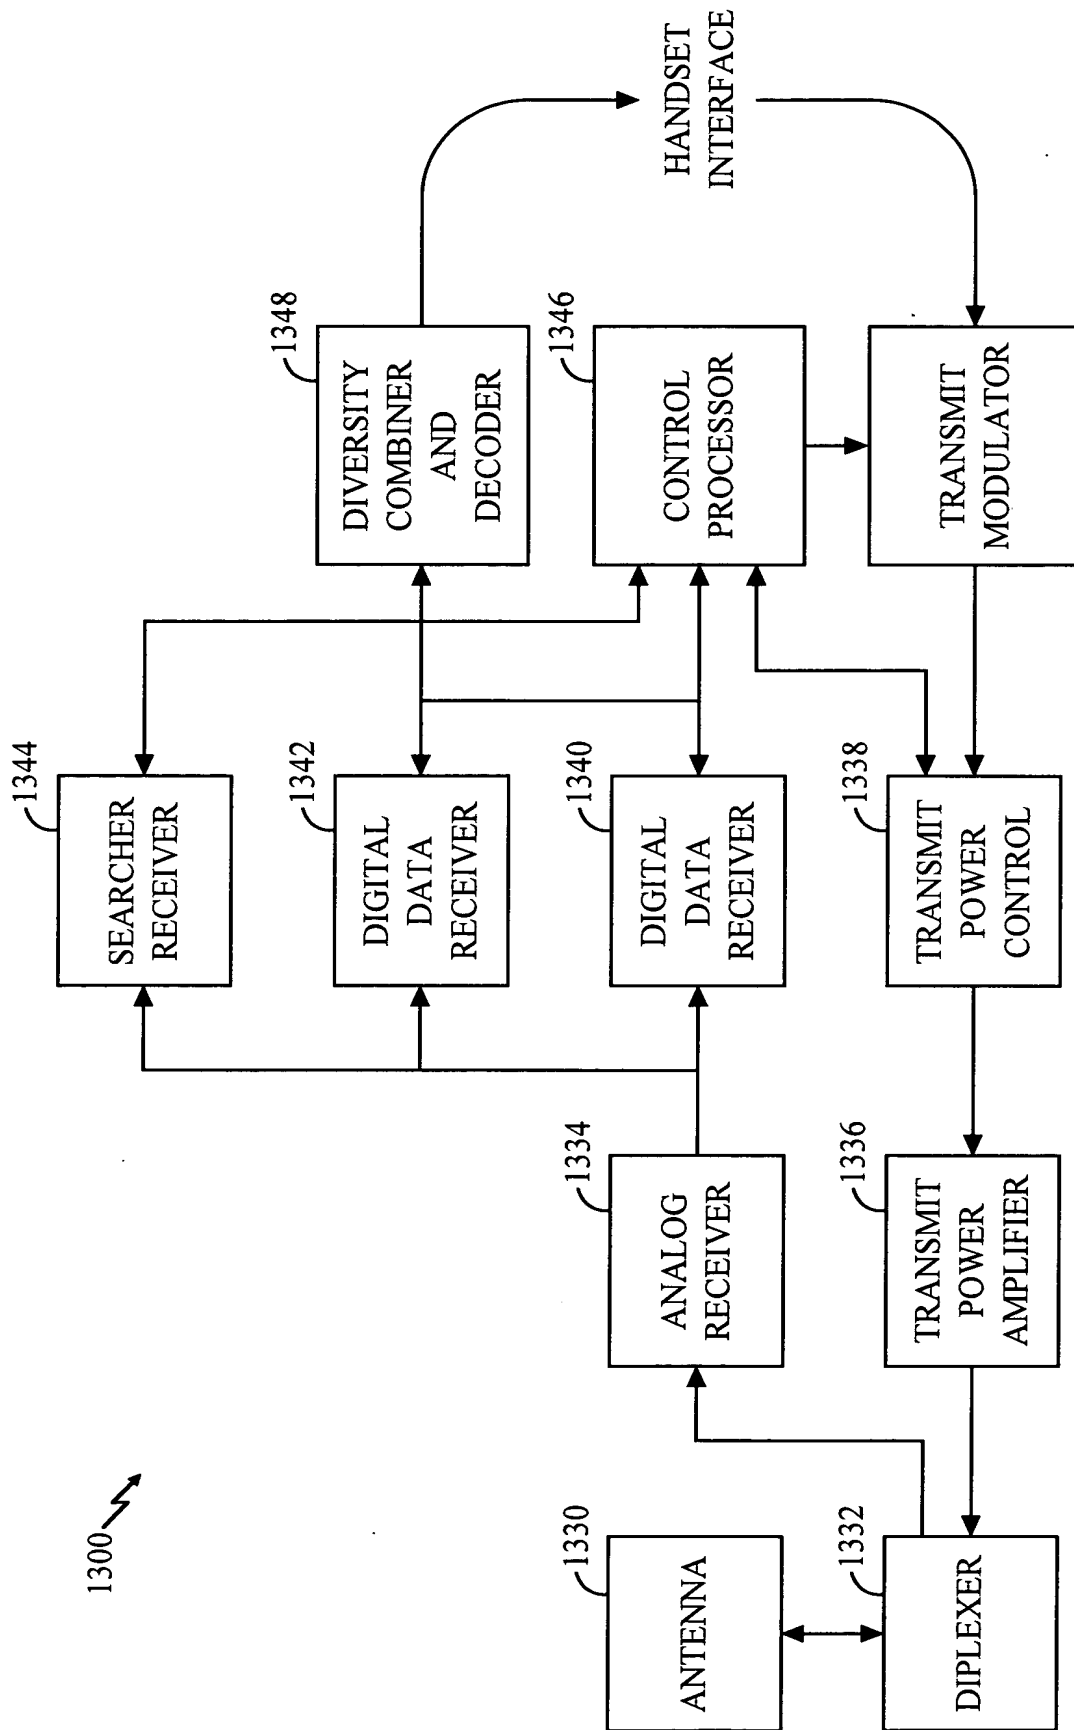 1300
1344
SEARCHER
RECEIVER
1342
DIGITAL
DATA
RECEIVER
1348
DIVERSITY
COMBINER
AND
DECODER
1330
ANTENNA
1334
ANALOG
RECEIVER
1340
DIGITAL
DATA
RECEIVER
1346
CONTROL
PROCESSOR
HANDSET
INTERFACE
1332
DIPLEXER
1336
TRANSMIT
POWER
AMPLIFIER
1338
TRANSMIT
POWER
CONTROL
TRANSMIT
MODULATOR